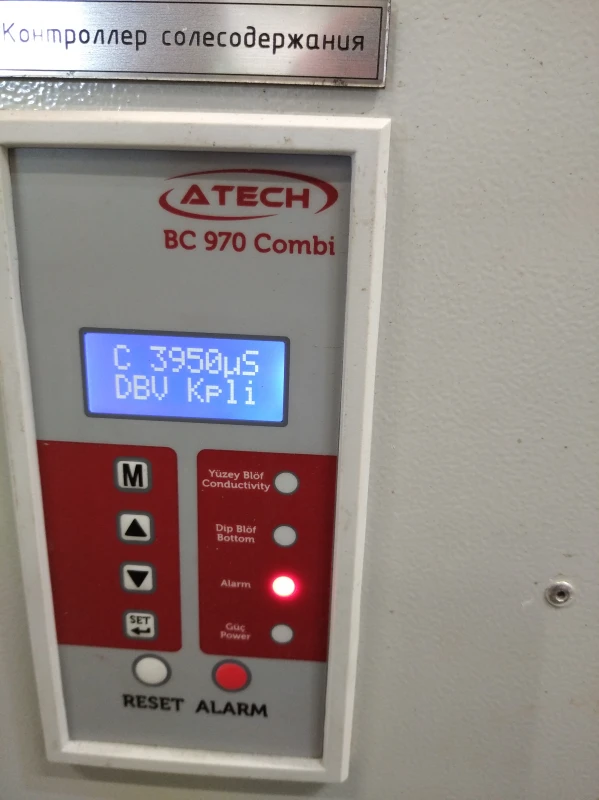 Контроллер солесодержания
ATECH
BC 970 Combi
C 3950µS
DBV Kpli
M
Yüzey Blöf
Conductivity
Dip Blöf
Bottom
Alarm
SET
Güç
Power
RESET ALARM